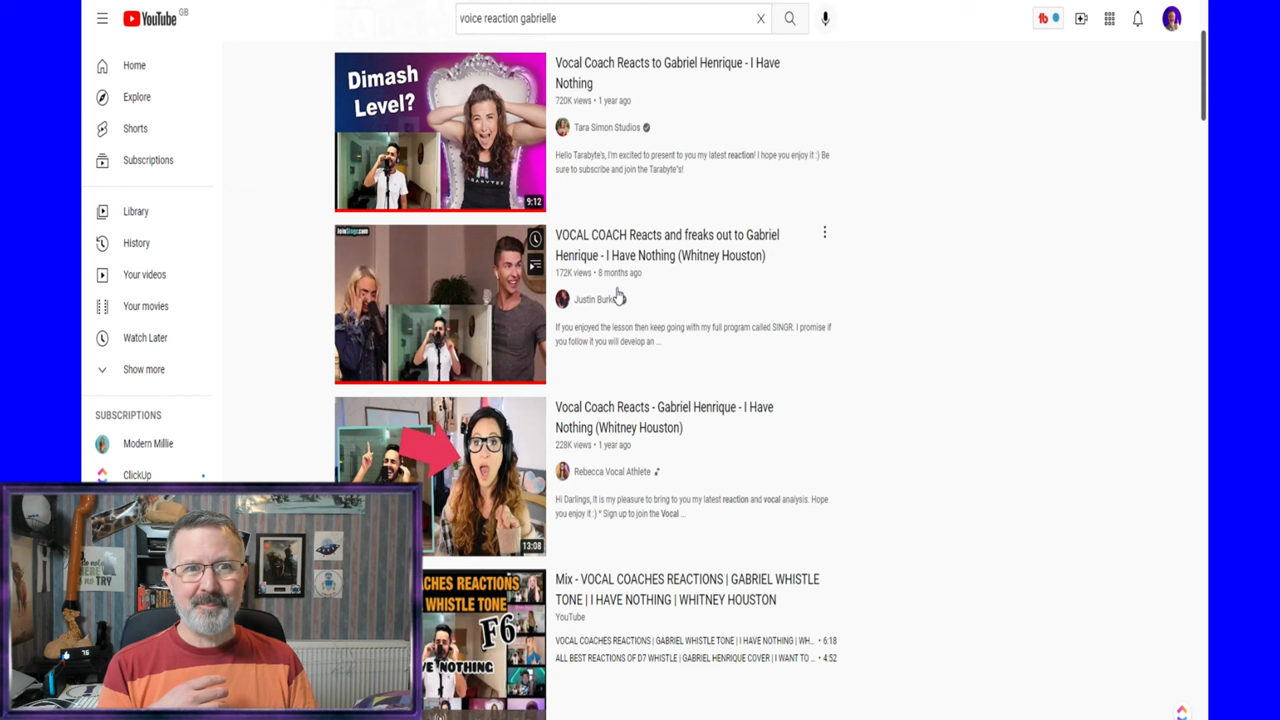 YouTube GB
voice reaction gabrielle
Home
Explore
Shorts
Subscriptions
Library
History
Your videos
Your movies
Watch Later
Show more
SUBSCRIPTIONS
Modern Millie
ClickUp
Dimash
Level?
9:12
Vocal Coach Reacts to Gabriel Henrique - I Have
Nothing
720K views • 1 year ago
Tara Simon Studios
Hello Tarabyte's, I'm excited to present to you my latest reaction! I hope you enjoy it :) Be
sure to subscribe and join the Tarabyte's!
VOCAL COACH Reacts and freaks out to Gabriel
Henrique - I Have Nothing (Whitney Houston)
172K views • 8 months ago
Justin Burk
If you enjoyed the lesson then keep going with my full program called SINGR. I promise if
you follow it you will develop an ...
13:08
Vocal Coach Reacts - Gabriel Henrique - I Have
Nothing (Whitney Houston)
228K views • 1 year ago
Rebecca Vocal Athlete
Hi Darlings, It is my pleasure to bring to you my latest reaction and vocal analysis. Hope
you enjoy it :) * Sign up to join the Vocal ...
ACHES REACTIONS
WHISTLE TONE
F6
VE NOTHING
Mix - VOCAL COACHES REACTIONS | GABRIEL WHISTLE
TONE | I HAVE NOTHING | WHITNEY HOUSTON
YouTube
VOCAL COACHES REACTIONS | GABRIEL WHISTLE TONE | I HAVE NOTHING | WH... • 6:18
ALL BEST REACTIONS OF D7 WHISTLE | GABRIEL HENRIQUE COVER | I WANT TO ... • 4:52